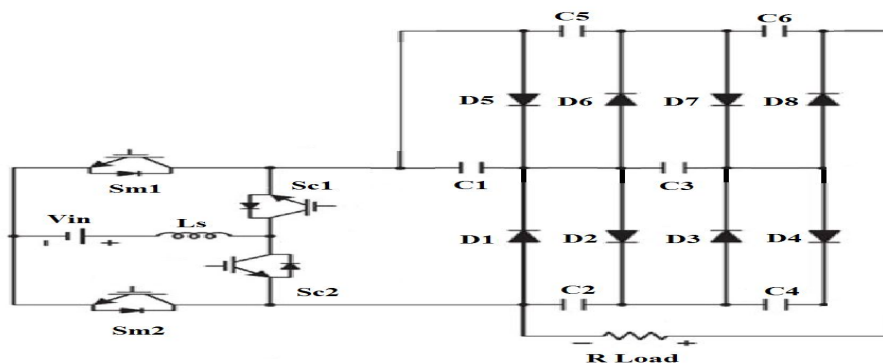 C5 C6
D5 D6 D7 D8
Sm1 Sc1 C1 C3
Vin Ls
- +
D1 D2 D3 D4
Sc2 C2 C4
Sm2
- +
R Load